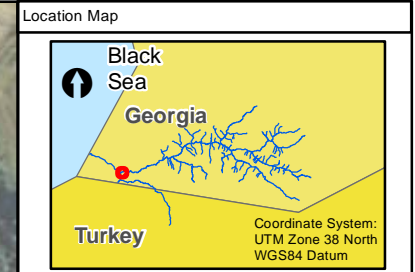 Location Map
Black
Sea
Georgia
Turkey
Coordinate System:
UTM Zone 38 North
WGS84 Datum